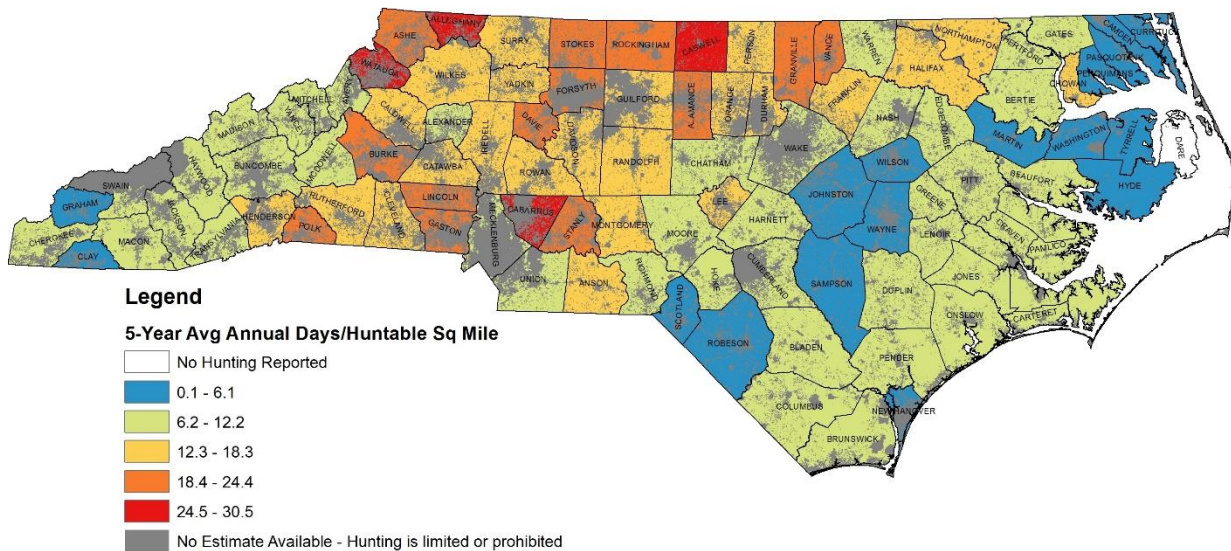 ALLEGHANY
ASHE
SURRY
STOKES
ROCKINGHAM
CASWELL
PERSON
GRANVILLE
VANCE
WARREN
NORTHAMPTON
HERTFORD
GATES
CAMDEN
CURRITUCK
PASQUOTANK
PERQUIMANS
CHOWAN
HALIFAX
BERTIE
WATAUGA
WILKES
YADKIN
FORSYTH
GUILFORD
ALAMANCE
ORANGE
DURHAM
FRANKLIN
NASH
EDGECOMBE
MARTIN
WASHINGTON
TYRRELL
DARE
HYDE
MITCHELL
AVERY
YANCEY
MADISON
CALDWELL
ALEXANDER
IREDELL
DAVIE
DAVIDSON
RANDOLPH
CHATHAM
WAKE
WILSON
PITT
BEAUFORT
BUNCOMBE
MCDOWELL
BURKE
CATAWBA
ROWAN
HAYWOOD
SWAIN
GRAHAM
CHEROKEE
CLAY
MACON
JACKSON
TRANSYLVANIA
HENDERSON
POLK
RUTHERFORD
CLEVELAND
LINCOLN
GASTON
MECKLENBURG
CABARRUS
STANLY
MONTGOMERY
MOORE
LEE
HARNETT
JOHNSTON
WAYNE
GREENE
LENOIR
CRAVEN
PAMLICO
UNION
ANSON
RICHMOND
SCOTLAND
HOKE
CUMBERLAND
SAMPSON
DUPLIN
JONES
ONSLOW
CARTERET
ROBESON
BLADEN
PENDER
COLUMBUS
NEW HANOVER
BRUNSWICK
Legend
5-Year Avg Annual Days/Huntable Sq Mile
No Hunting Reported
0.1 - 6.1
6.2 - 12.2
12.3 - 18.3
18.4 - 24.4
24.5 - 30.5
No Estimate Available - Hunting is limited or prohibited